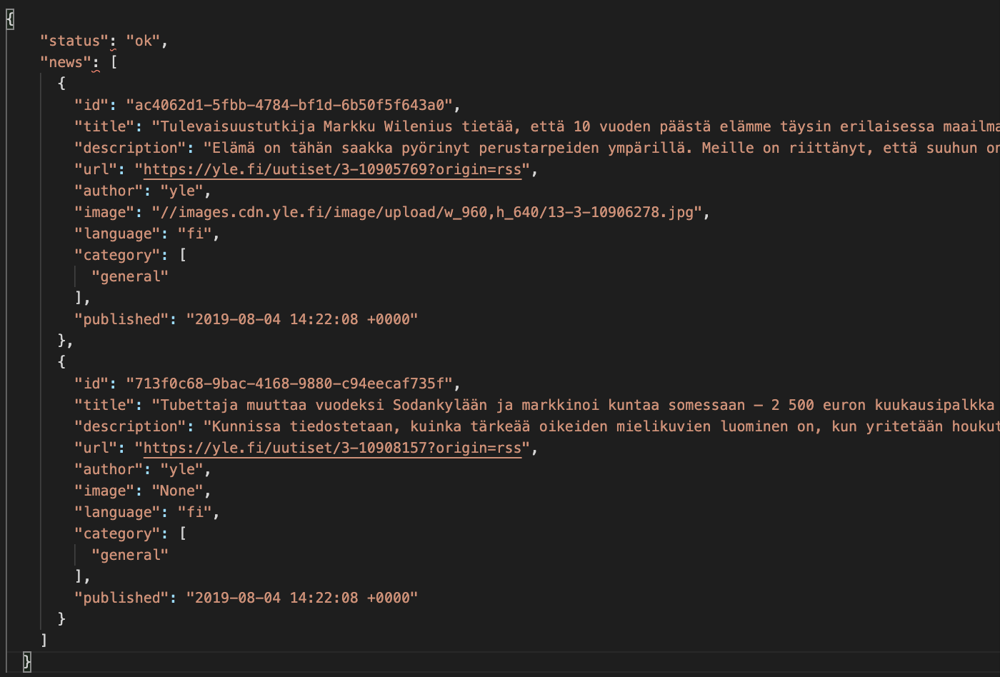 {
"status": "ok",
"news": [
{
"id": "ac4062d1-5fbb-4784-bf1d-6b50f5f643a0",
"title": "Tulevaisuustutkija Markku Wilenius tietää, että 10 vuoden päästä elämme täysin erilaisessa maailma
"description": "Elämä on tähän saakka pyörinyt perustarpeiden ympärillä. Meille on riittänyt, että suuhun on
"url": "https://yle.fi/uutiset/3-10905769?origin=rss",
"author": "yle",
"image": "//images.cdn.yle.fi/image/upload/w_960,h_640/13-3-10906278.jpg",
"language": "fi",
"category": [
"general"
],
"published": "2019-08-04 14:22:08 +0000"
},
{
"id": "713f0c68-9bac-4168-9880-c94eecaf735f",
"title": "Tubettaja muuttaa vuodeksi Sodankylään ja markkinoi kuntaa somessaan – 2 500 euron kuukausipalkka
"description": "Kunnissa tiedostetaan, kuinka tärkeää oikeiden mielikuvien luominen on, kun yritetään houkut
"url": "https://yle.fi/uutiset/3-10908157?origin=rss",
"author": "yle",
"image": "None",
"language": "fi",
"category": [
"general"
],
"published": "2019-08-04 14:22:08 +0000"
}
]
}